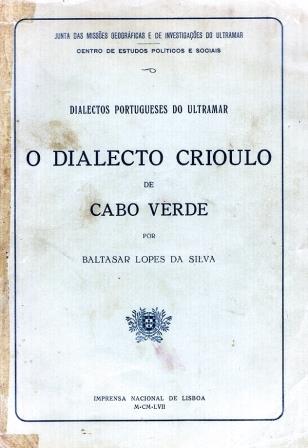 JUNTA DAS MISSÕES GEOGRÁFICAS E DE INVESTIGAÇÕES DO ULTRAMAR
CENTRO DE ESTUDOS POLÍTICOS E SOCIAIS
DIALECTOS PORTUGUESES DO ULTRAMAR
O DIALECTO CRIOULO
DE
CABO VERDE
POR
BALTASAR LOPES DA SILVA
IMPRENSA NACIONAL DE LISBOA
M·CM·LVII